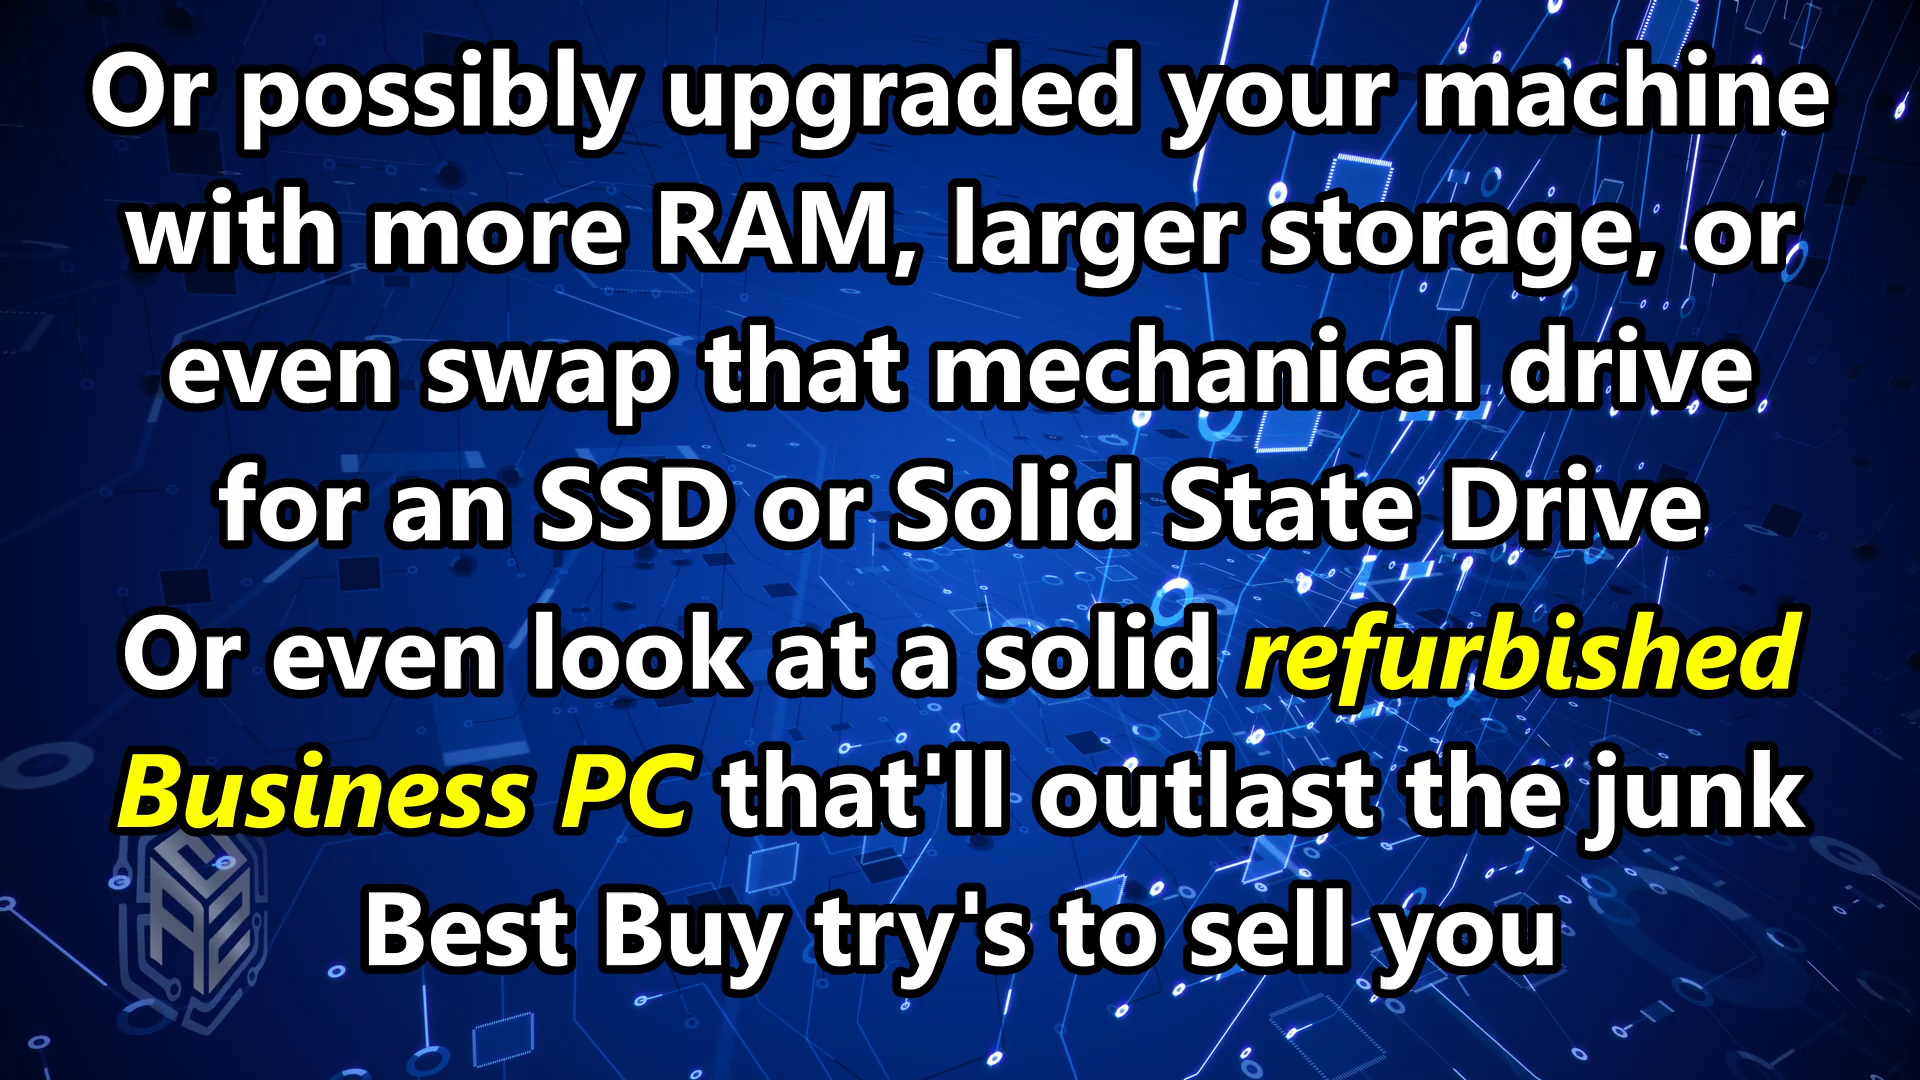 Or possibly upgraded your machine
with more RAM, larger storage, or
even swap that mechanical drive
for an SSD or Solid State Drive
Or even look at a solid refurbished
Business PC that'll outlast the junk
Best Buy try's to sell you